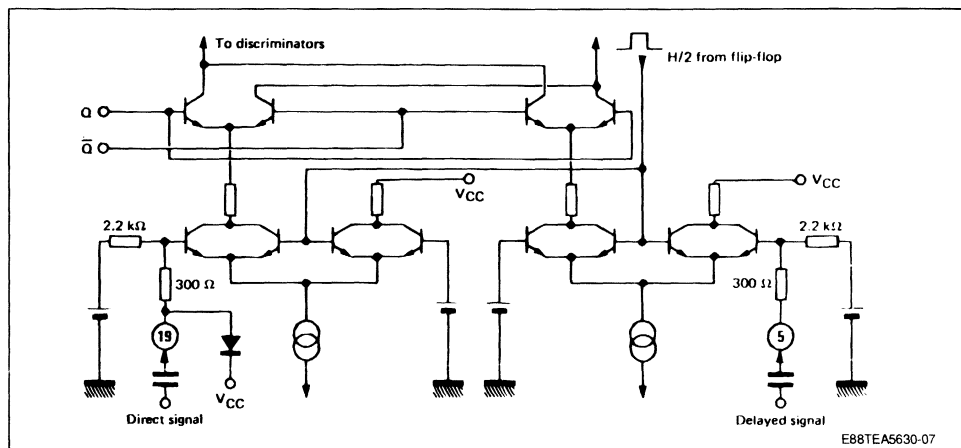 To discriminators
H/2 from flip-flop
Q
Q̅
VCC
VCC
2.2 kΩ
2.2 kΩ
300 Ω
300 Ω
19
5
VCC
Direct signal
Delayed signal
E88TEA5630-07